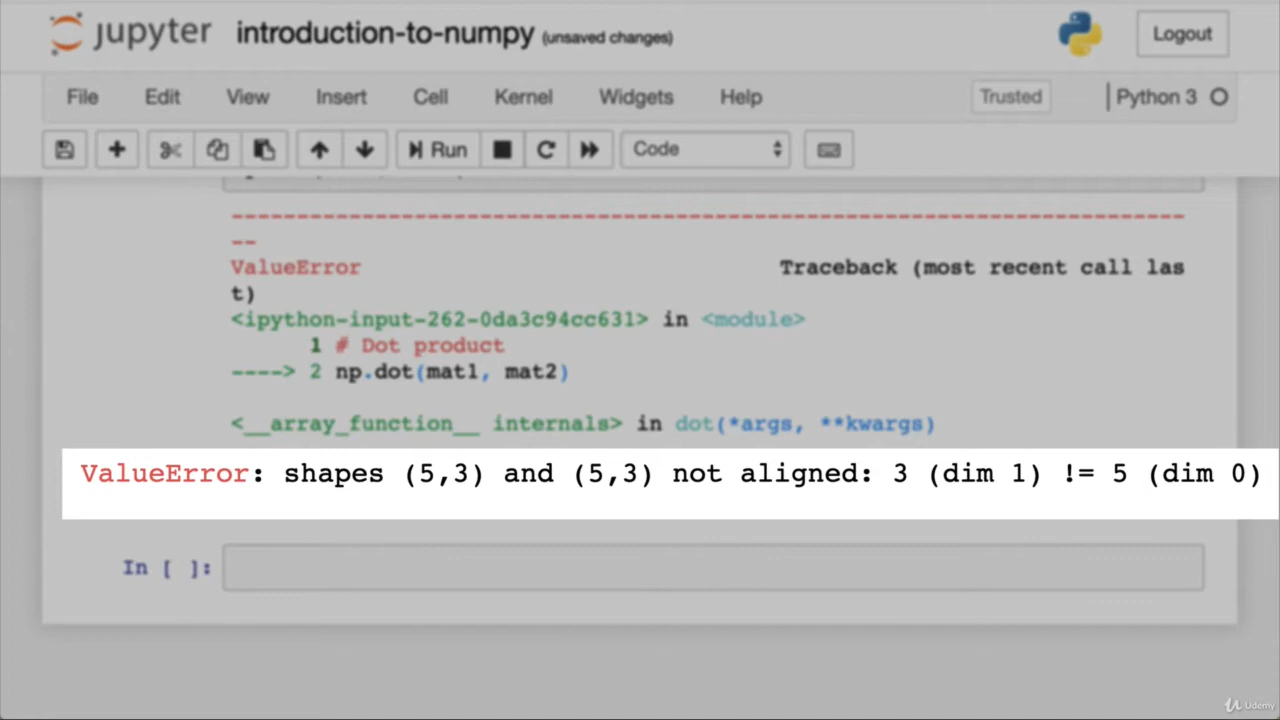 jupyter introduction-to-numpy (unsaved changes) Logout
File Edit View Insert Cell Kernel Widgets Help Trusted Python 3
Run Code
--------------------------------------------------------------------------
--
ValueError Traceback (most recent call las
t)
<ipython-input-262-0da3c94cc631> in <module>
1 # Dot product
----> 2 np.dot(mat1, mat2)
<__array_function__ internals> in dot(*args, **kwargs)
ValueError: shapes (5,3) and (5,3) not aligned: 3 (dim 1) != 5 (dim 0)
In [ ]:
Udemy